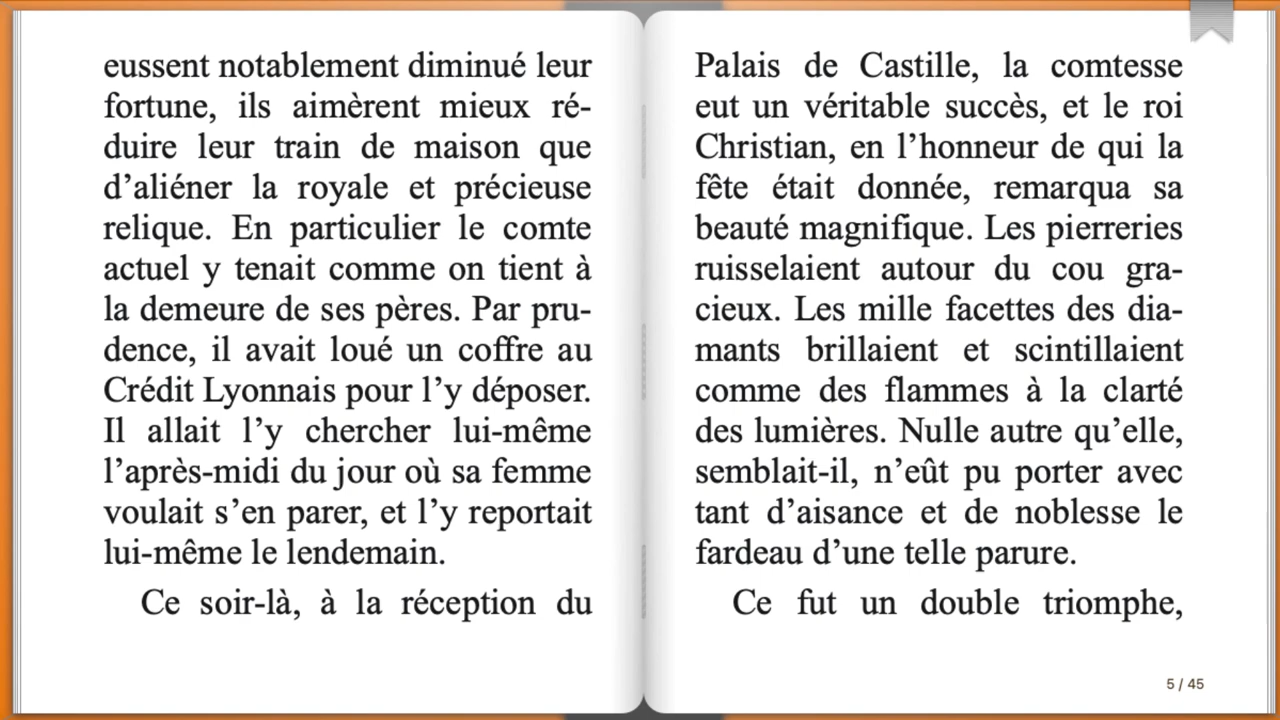 eussent notablement diminué leur
fortune, ils aimèrent mieux ré-
duire leur train de maison que
d’aliéner la royale et précieuse
relique. En particulier le comte
actuel y tenait comme on tient à
la demeure de ses pères. Par pru-
dence, il avait loué un coffre au
Crédit Lyonnais pour l’y déposer.
Il allait l’y chercher lui-même
l’après-midi du jour où sa femme
voulait s’en parer, et l’y reportait
lui-même le lendemain.
Ce soir-là, à la réception du
Palais de Castille, la comtesse
eut un véritable succès, et le roi
Christian, en l’honneur de qui la
fête était donnée, remarqua sa
beauté magnifique. Les pierreries
ruisselaient autour du cou gra-
cieux. Les mille facettes des dia-
mants brillaient et scintillaient
comme des flammes à la clarté
des lumières. Nulle autre qu’elle,
semblait-il, n’eût pu porter avec
tant d’aisance et de noblesse le
fardeau d’une telle parure.
Ce fut un double triomphe,
5 / 45